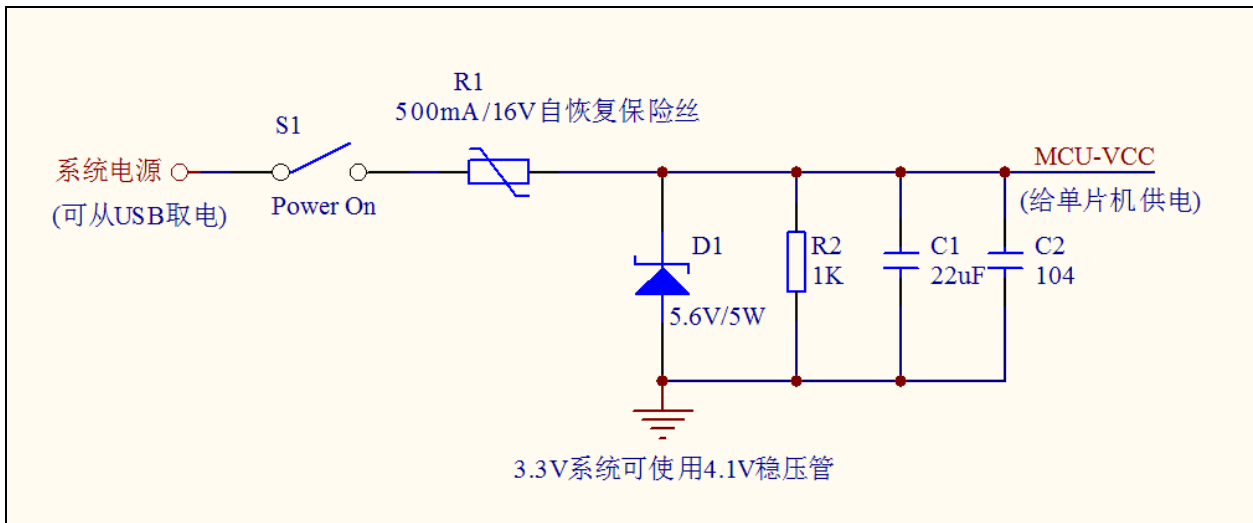 R1
500mA/16V自恢复保险丝
S1
系统电源
(可从USB取电)
Power On
MCU-VCC
(给单片机供电)
D1
5.6V/5W
R2
1K
C1
22uF
C2
104
3.3V系统可使用4.1V稳压管